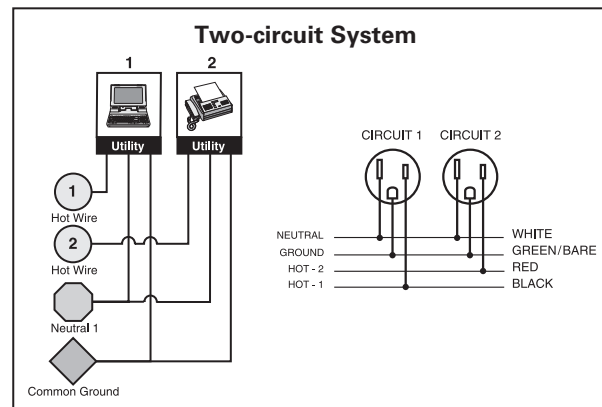 Two-circuit System
1 2
Utility Utility
1
Hot Wire
2
Hot Wire
Neutral 1
Common Ground
CIRCUIT 1 CIRCUIT 2
NEUTRAL WHITE
GROUND GREEN/BARE
HOT - 2 RED
HOT - 1 BLACK